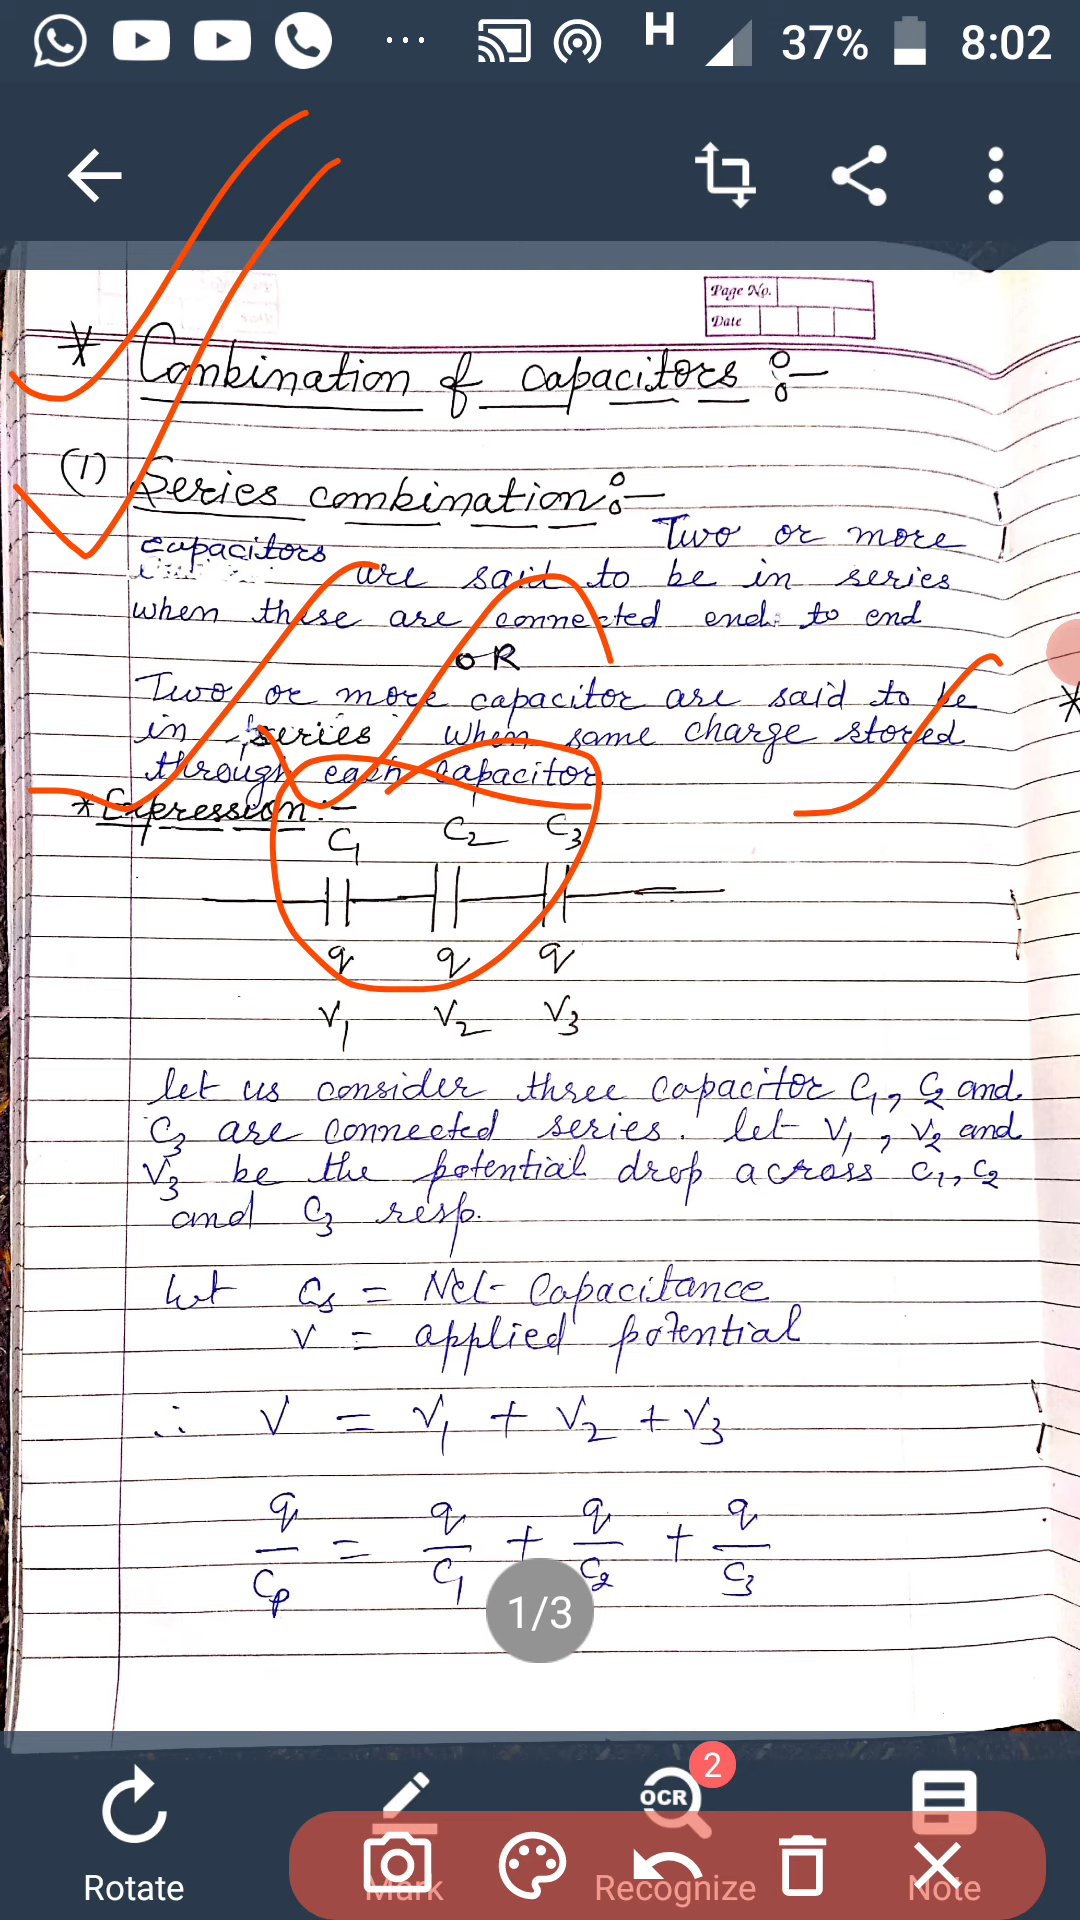 H 37% 8:02
Page No.
Date
* Combination of capacitors :-
(1) Series combination :-
Two or more
capacitors are said to be in series
when these are connected end to end
OR
Two or more capacitor are said to be
in series when same charge stored
through each capacitor
* Expression :-
C1 C2 C3
q q q
V1 V2 V3
let us consider three capacitor C1, C2 and
C3 are connected series. let V1, V2 and
V3 be the potential drop across C1, C2
and C3 resp.
let Cs = Net Capacitance
V = applied potential
∴ V = V1 + V2 + V3
q/Cp = q/C1 + q/C2 + q/C3
1/3
2
OCR
Rotate Mark Recognize Note